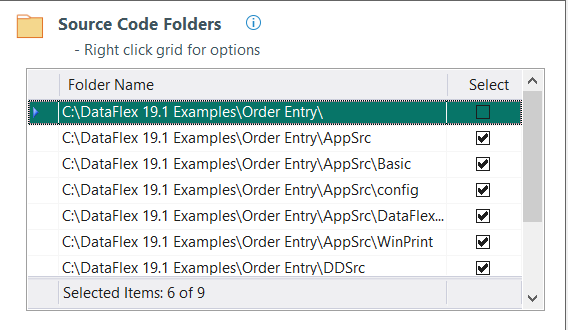 Source Code Folders
- Right click grid for options
Folder Name Select
C:\DataFlex 19.1 Examples\Order Entry\
C:\DataFlex 19.1 Examples\Order Entry\AppSrc
C:\DataFlex 19.1 Examples\Order Entry\AppSrc\Basic
C:\DataFlex 19.1 Examples\Order Entry\AppSrc\config
C:\DataFlex 19.1 Examples\Order Entry\AppSrc\DataFlex...
C:\DataFlex 19.1 Examples\Order Entry\AppSrc\WinPrint
C:\DataFlex 19.1 Examples\Order Entry\DDSrc
Selected Items: 6 of 9